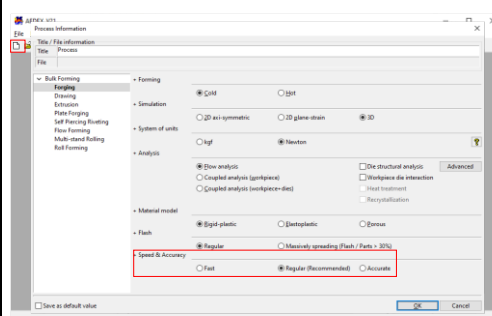 AFDEX_V21
File
Process Information
Title / File information
Title Process
File
Bulk Forming
Forging
Drawing
Extrusion
Plate Forging
Self Piercing Riveting
Flow Forming
Multi-stand Rolling
Roll Forming
Forming
Cold Hot
Simulation
2D axi-symmetric 2D plane-strain 3D
System of units
kgf Newton
Analysis
Flow analysis Die structural analysis Advanced
Coupled analysis (workpiece) Workpiece die interaction
Coupled analysis (workpiece+dies) Heat treatment
Recrystallization
Material model
Rigid-plastic Elastoplastic Porous
Flash
Regular Massively spreading (Flash / Parts > 30%)
Speed & Accuracy
Fast Regular (Recommended) Accurate
Save as default value OK Cancel